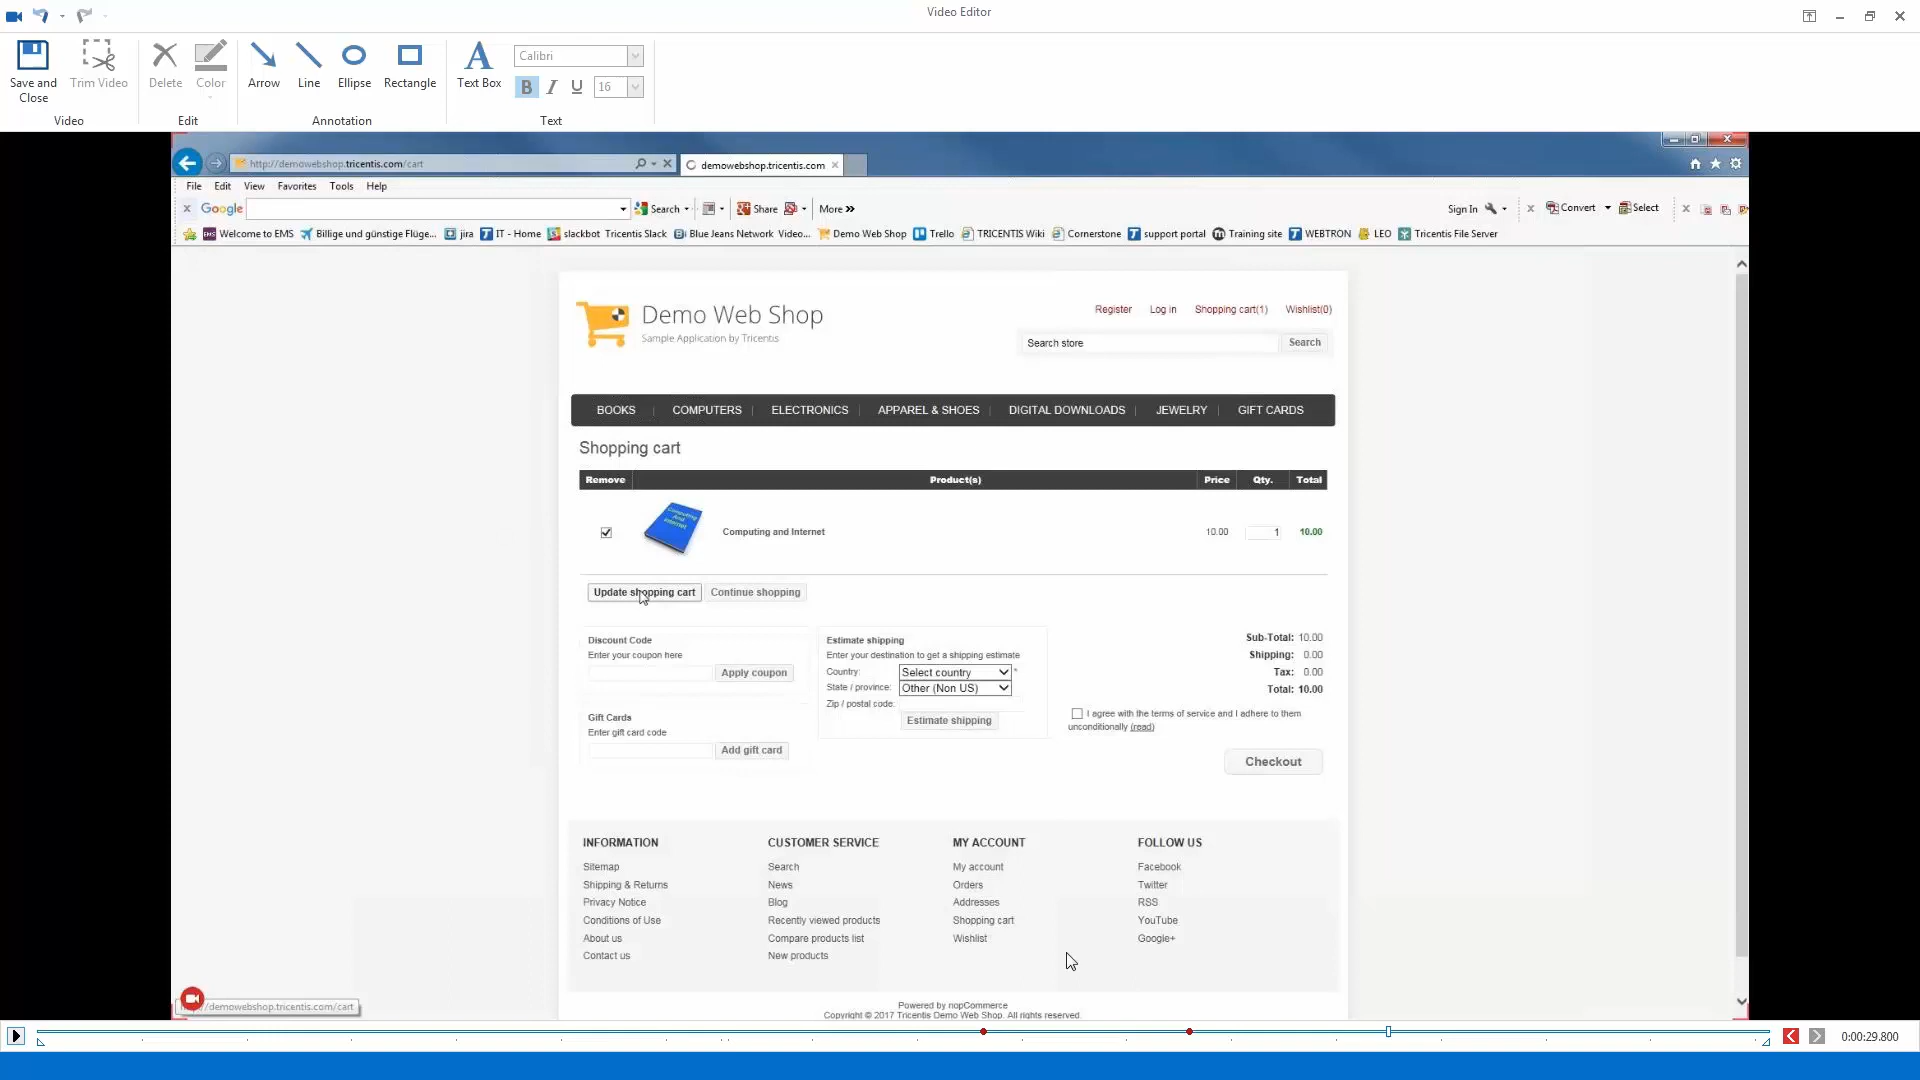 Video Editor
Save and Close
Trim Video
Delete
Color
Arrow
Line
Ellipse
Rectangle
Text Box
Calibri
B I U 16
Video
Edit
Annotation
Text
http://demowebshop.tricentis.com/cart
demowebshop.tricentis.com
File Edit View Favorites Tools Help
Google Search Share More Sign In Convert Select
Welcome to EMS Billige und günstige Flüge... jira IT - Home slackbot Tricentis Slack Blue Jeans Network Video... Demo Web Shop Trello TRICENTIS Wiki Cornerstone support portal Training site WEBTRON LEO Tricentis File Server
Demo Web Shop
Sample Application by Tricentis
Register Log in Shopping cart(1) Wishlist(0)
Search store Search
BOOKS COMPUTERS ELECTRONICS APPAREL & SHOES DIGITAL DOWNLOADS JEWELRY GIFT CARDS
Shopping cart
Remove Product(s) Price Qty. Total
Computing And Internet
Computing and Internet 10.00 1 10.00
Update shopping cart Continue shopping
Discount Code
Enter your coupon here
Apply coupon
Gift Cards
Enter gift card code
Add gift card
Estimate shipping
Enter your destination to get a shipping estimate
Country: Select country *
State / province: Other (Non US)
Zip / postal code:
Estimate shipping
Sub-Total: 10.00
Shipping: 0.00
Tax: 0.00
Total: 10.00
I agree with the terms of service and I adhere to them
unconditionally (read)
Checkout
INFORMATION
Sitemap
Shipping & Returns
Privacy Notice
Conditions of Use
About us
Contact us
CUSTOMER SERVICE
Search
News
Blog
Recently viewed products
Compare products list
New products
MY ACCOUNT
My account
Orders
Addresses
Shopping cart
Wishlist
FOLLOW US
Facebook
Twitter
RSS
YouTube
Google+
/demowebshop.tricentis.com/cart
Powered by nopCommerce
Copyright © 2017 Tricentis Demo Web Shop. All rights reserved.
0:00:29.800